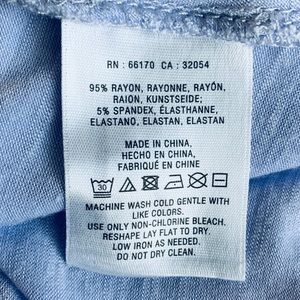 RN : 66170 CA : 32054
95% RAYON, RAYONNE, RAYÓN,
RAION, KUNSTSEIDE;
5% SPANDEX, ÉLASTHANNE,
ELASTANO, ELASTAN, ELASTAN
MADE IN CHINA,
HECHO EN CHINA,
FABRIQUÉ EN CHINE
30
MACHINE WASH COLD GENTLE WITH
LIKE COLORS.
USE ONLY NON-CHLORINE BLEACH.
RESHAPE LAY FLAT TO DRY.
LOW IRON AS NEEDED.
DO NOT DRY CLEAN.